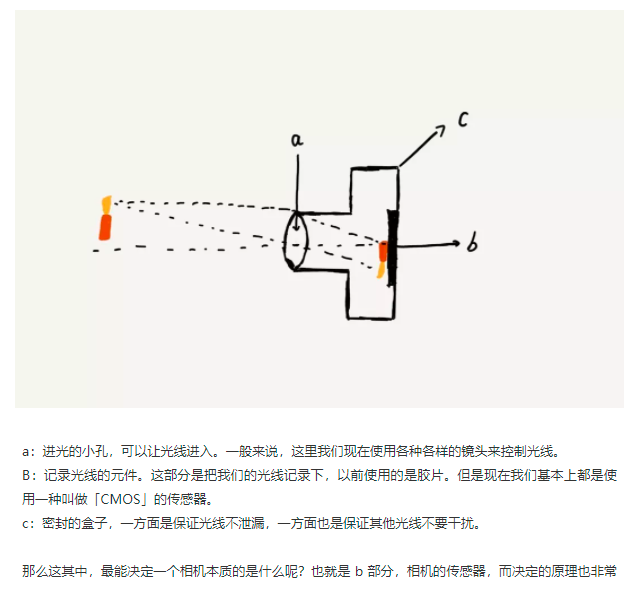 a
c
b
a：进光的小孔，可以让光线进入。一般来说，这里我们现在使用各种各样的镜头来控制光线。
B：记录光线的元件。这部分是把我们的光线记录下，以前使用的是胶片。但是现在我们基本上都是使
用一种叫做「CMOS」的传感器。
c：密封的盒子，一方面是保证光线不泄漏，一方面也是保证其他光线不要干扰。
那么这其中，最能决定一个相机本质的是什么呢？也就是 b 部分，相机的传感器，而决定的原理也非常